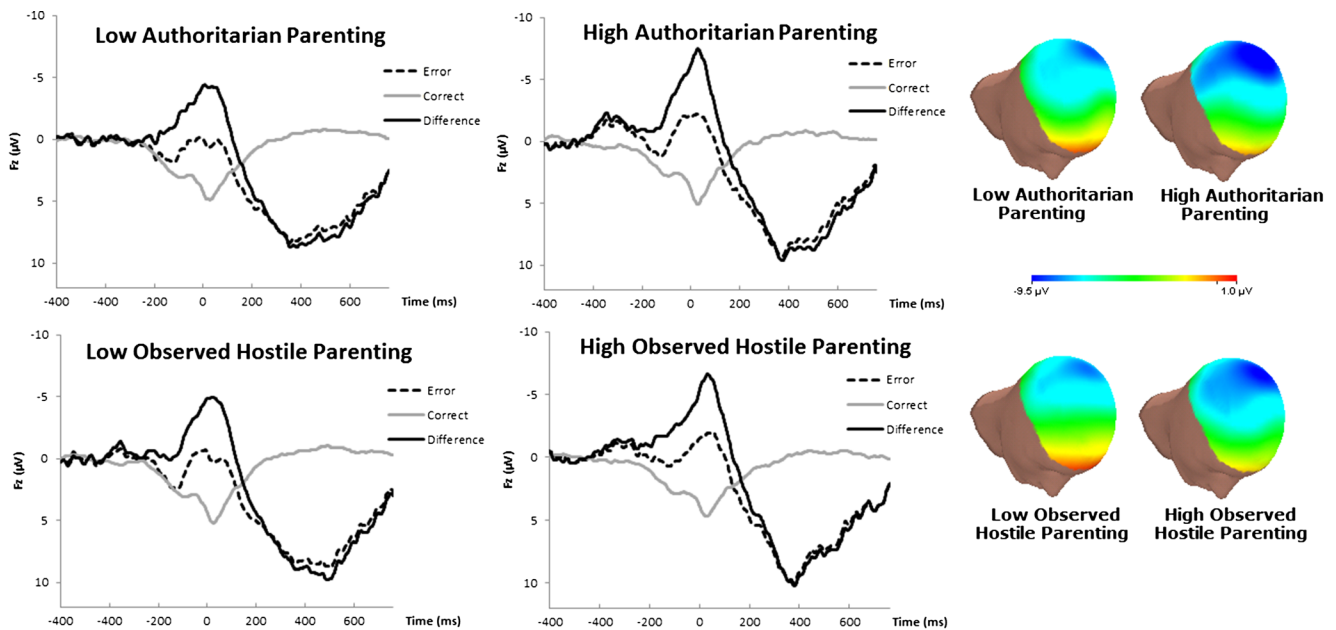 Low Authoritarian Parenting
-10
-5
0
5
10
Fz (µV)
Error
Correct
Difference
-400 -200 0 200 400 600 Time (ms)
High Authoritarian Parenting
-10
-5
0
5
10
Fz (µV)
Error
Correct
Difference
-400 -200 0 200 400 600 Time (ms)
Low Authoritarian
Parenting
High Authoritarian
Parenting
-9.5 µV 1.0 µV
Low Observed Hostile Parenting
-10
-5
0
5
10
Fz (µV)
Error
Correct
Difference
-400 -200 0 200 400 600 Time (ms)
High Observed Hostile Parenting
-10
-5
0
5
10
Fz (µV)
Error
Correct
Difference
-400 -200 0 200 400 600 Time (ms)
Low Observed
Hostile Parenting
High Observed
Hostile Parenting